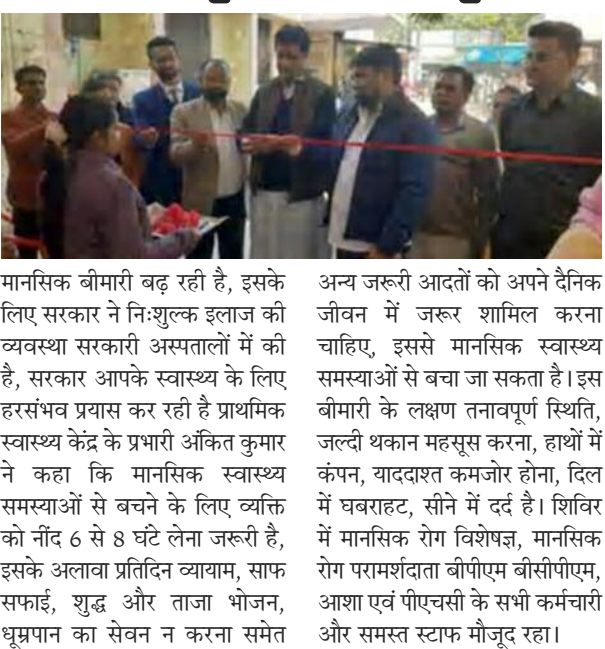 मानसिक बीमारी बढ़ रही है, इसके
लिए सरकार ने निःशुल्क इलाज की
व्यवस्था सरकारी अस्पतालों में की
है, सरकार आपके स्वास्थ्य के लिए
हरसंभव प्रयास कर रही है प्राथमिक
स्वास्थ्य केंद्र के प्रभारी अंकित कुमार
ने कहा कि मानसिक स्वास्थ्य
समस्याओं से बचने के लिए व्यक्ति
को नींद 6 से 8 घंटे लेना जरूरी है,
इसके अलावा प्रतिदिन व्यायाम, साफ
सफाई, शुद्ध और ताजा भोजन,
धूम्रपान का सेवन न करना समेत
अन्य जरूरी आदतों को अपने दैनिक
जीवन में जरूर शामिल करना
चाहिए, इससे मानसिक स्वास्थ्य
समस्याओं से बचा जा सकता है।इस
बीमारी के लक्षण तनावपूर्ण स्थिति,
जल्दी थकान महसूस करना, हाथों में
कंपन, याददाश्त कमजोर होना, दिल
में घबराहट, सीने में दर्द है। शिविर
में मानसिक रोग विशेषज्ञ, मानसिक
रोग परामर्शदाता बीपीएम बीसीपीएम,
आशा एवं पीएचसी के सभी कर्मचारी
और समस्त स्टाफ मौजूद रहा।